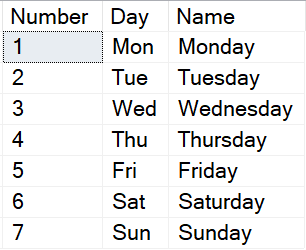 Number Day Name
1 Mon Monday
2 Tue Tuesday
3 Wed Wednesday
4 Thu Thursday
5 Fri Friday
6 Sat Saturday
7 Sun Sunday